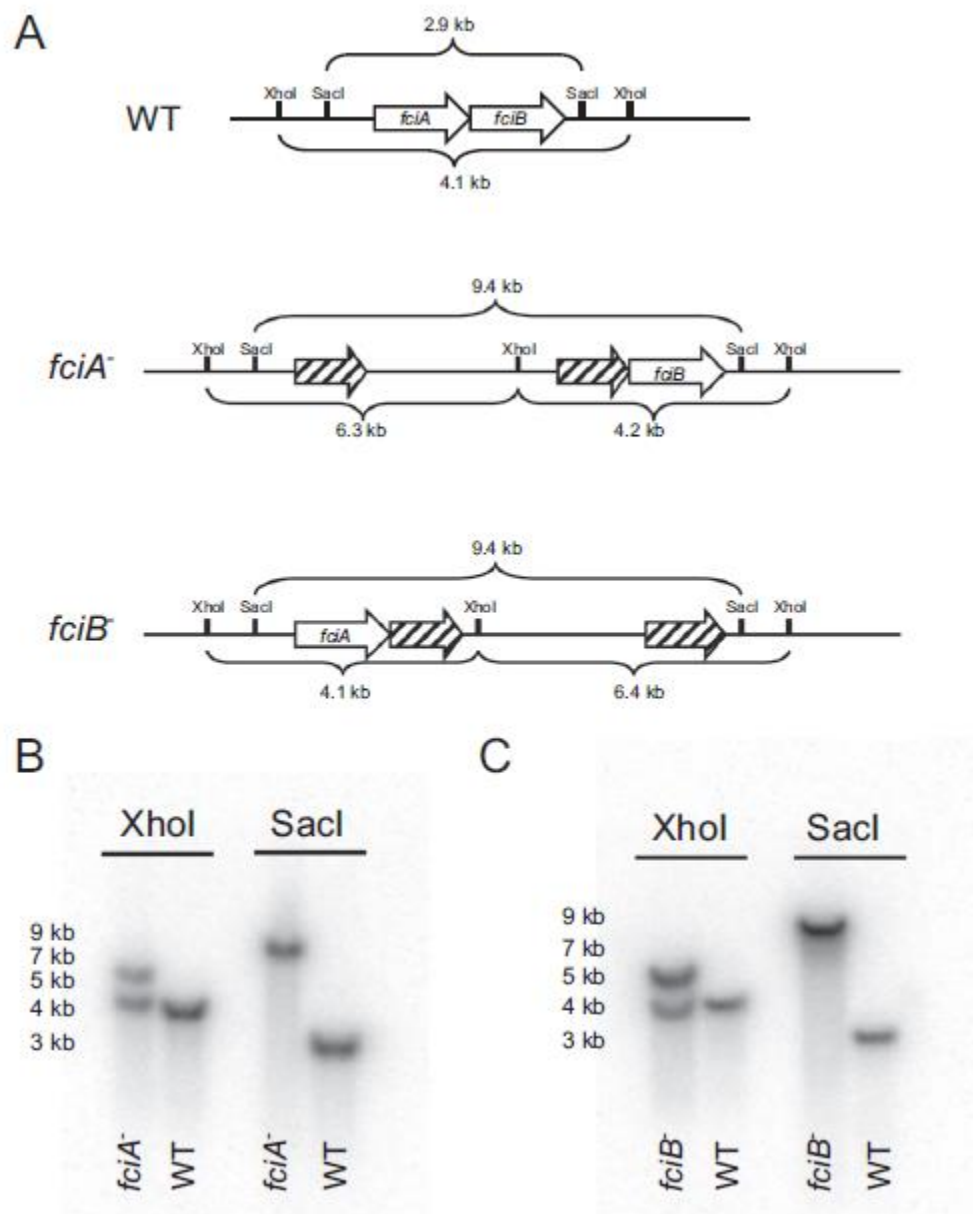 A
2.9 kb
WT
XhoI SacI SacI XhoI
fciA fciB
4.1 kb
9.4 kb
fciA-
XhoI SacI XhoI SacI XhoI
fciB
6.3 kb 4.2 kb
9.4 kb
fciB-
XhoI SacI XhoI SacI XhoI
fciA
4.1 kb 6.4 kb
B
XhoI SacI
9 kb
7 kb
5 kb
4 kb
3 kb
fciA- WT fciA- WT
C
XhoI SacI
9 kb
7 kb
5 kb
4 kb
3 kb
fciB- WT fciB- WT